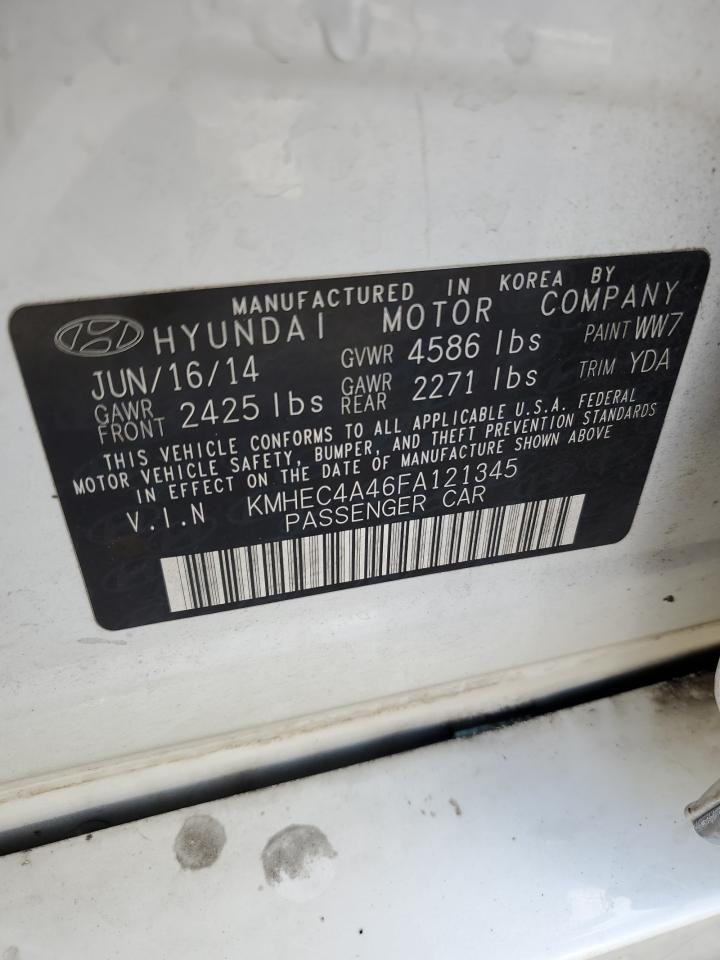 MANUFACTURED IN KOREA BY
HYUNDAI MOTOR COMPANY
JUN/16/14 GVWR 4586 lbs PAINT WW7
GAWR FRONT 2425 lbs GAWR REAR 2271 lbs TRIM YDA
THIS VEHICLE CONFORMS TO ALL APPLICABLE U.S.A. FEDERAL
MOTOR VEHICLE SAFETY, BUMPER, AND THEFT PREVENTION STANDARDS
IN EFFECT ON THE DATE OF MANUFACTURE SHOWN ABOVE
V.I.N KMHEC4A46FA121345
PASSENGER CAR